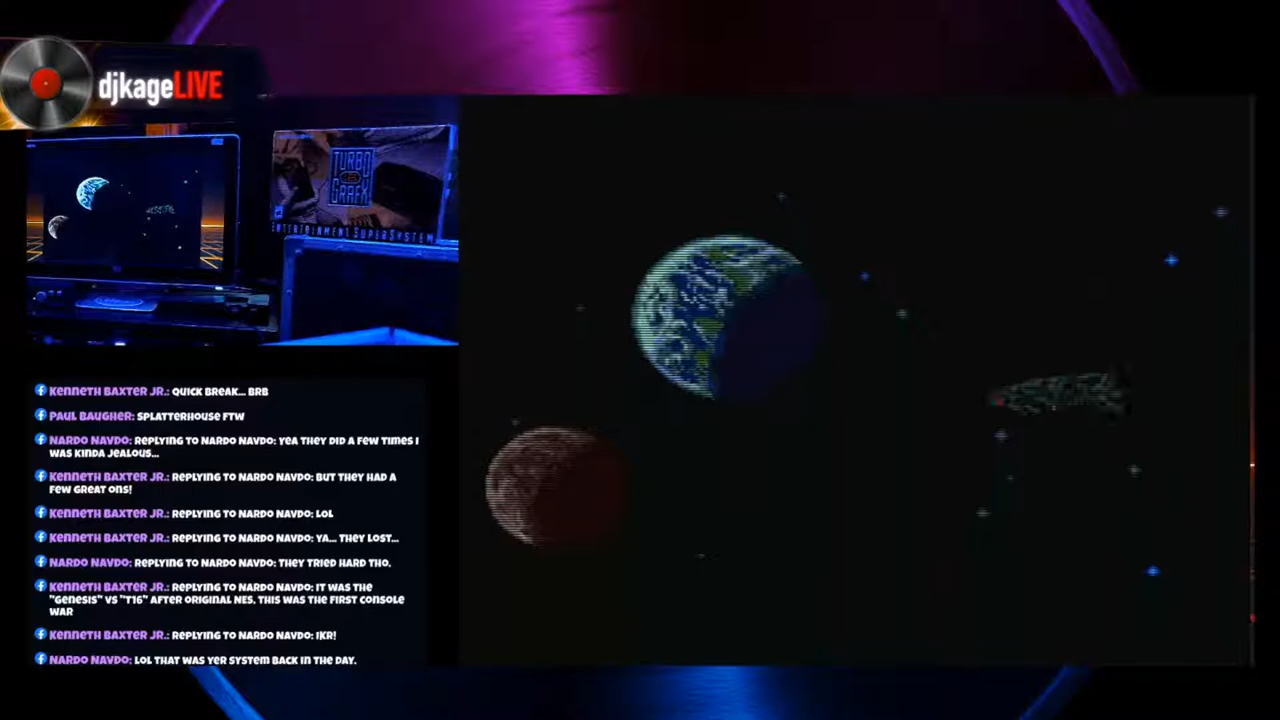 djkageLIVE
TURBO
GRAFX
ENTERTAINMENT SUPERSYSTEM
KENNETH BAXTER JR.: QUICK BREAK... BRB
PAUL BAUGHER: SPLATTERHOUSE FTW
NARDO NAVDO: REPLYING TO NARDO NAVDO: YEA THEY DID A FEW TIMES I
WAS KINDA JEALOUS...
KENNETH BAXTER JR.: REPLYING TO NARDO NAVDO: BUT THEY HAD A
FEW GREAT ONS!
KENNETH BAXTER JR.: REPLYING TO NARDO NAVDO: LOL
KENNETH BAXTER JR.: REPLYING TO NARDO NAVDO: YA... THEY LOST...
NARDO NAVDO: REPLYING TO NARDO NAVDO: THEY TRIED HARD THO.
KENNETH BAXTER JR.: REPLYING TO NARDO NAVDO: IT WAS THE
"GENESIS" VS "T16" AFTER ORIGINAL NES. THIS WAS THE FIRST CONSOLE
WAR
KENNETH BAXTER JR.: REPLYING TO NARDO NAVDO: IKR!
NARDO NAVDO: LOL THAT WAS YER SYSTEM BACK IN THE DAY.